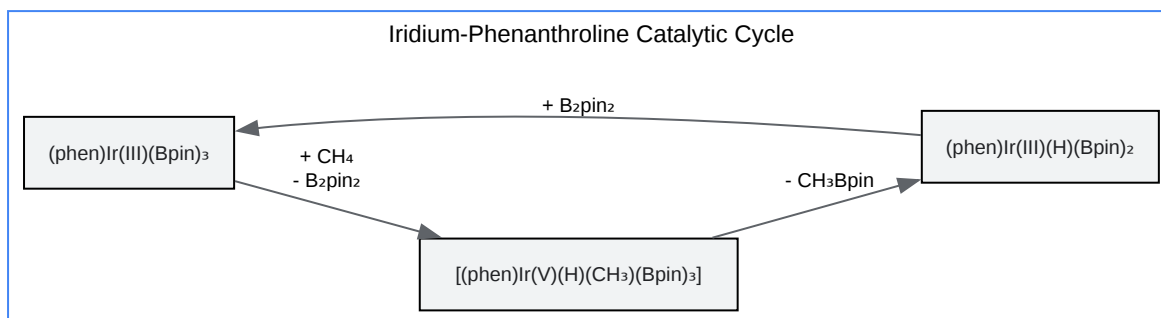 Iridium-Phenanthroline Catalytic Cycle
+ B₂pin₂
(phen)Ir(III)(Bpin)₃
(phen)Ir(III)(H)(Bpin)₂
+ CH₄
- B₂pin₂
- CH₃Bpin
[(phen)Ir(V)(H)(CH₃)(Bpin)₃]